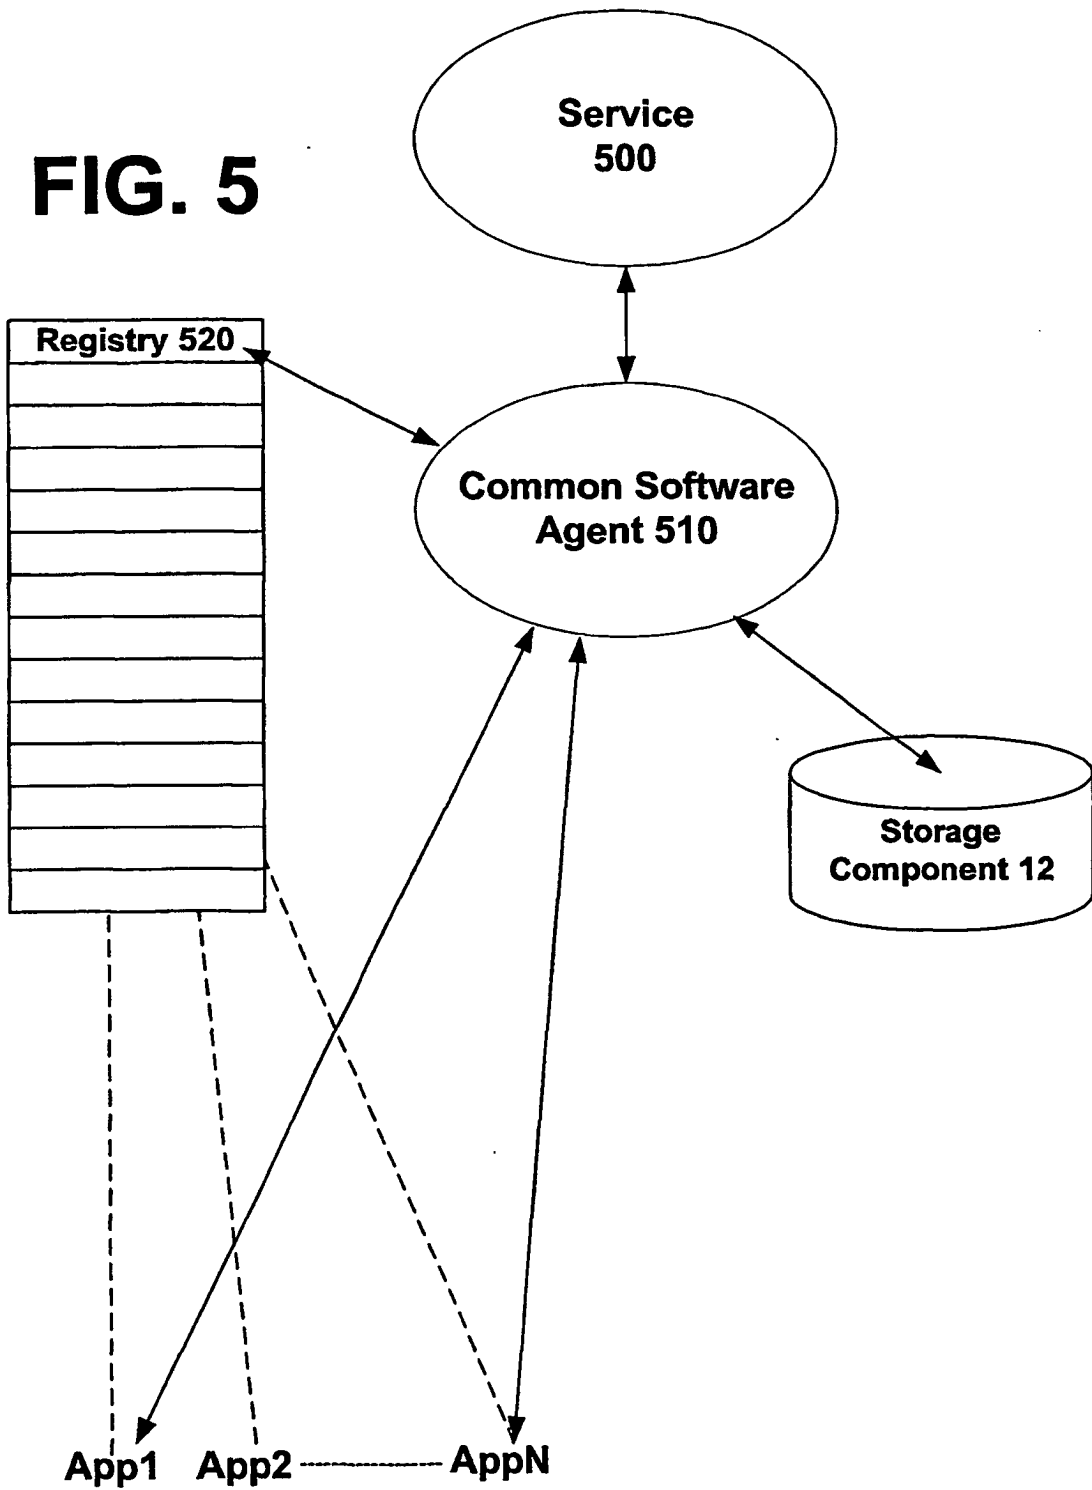 FIG. 5
Service
500
Registry 520
Common Software
Agent 510
Storage
Component 12
App1 App2 AppN